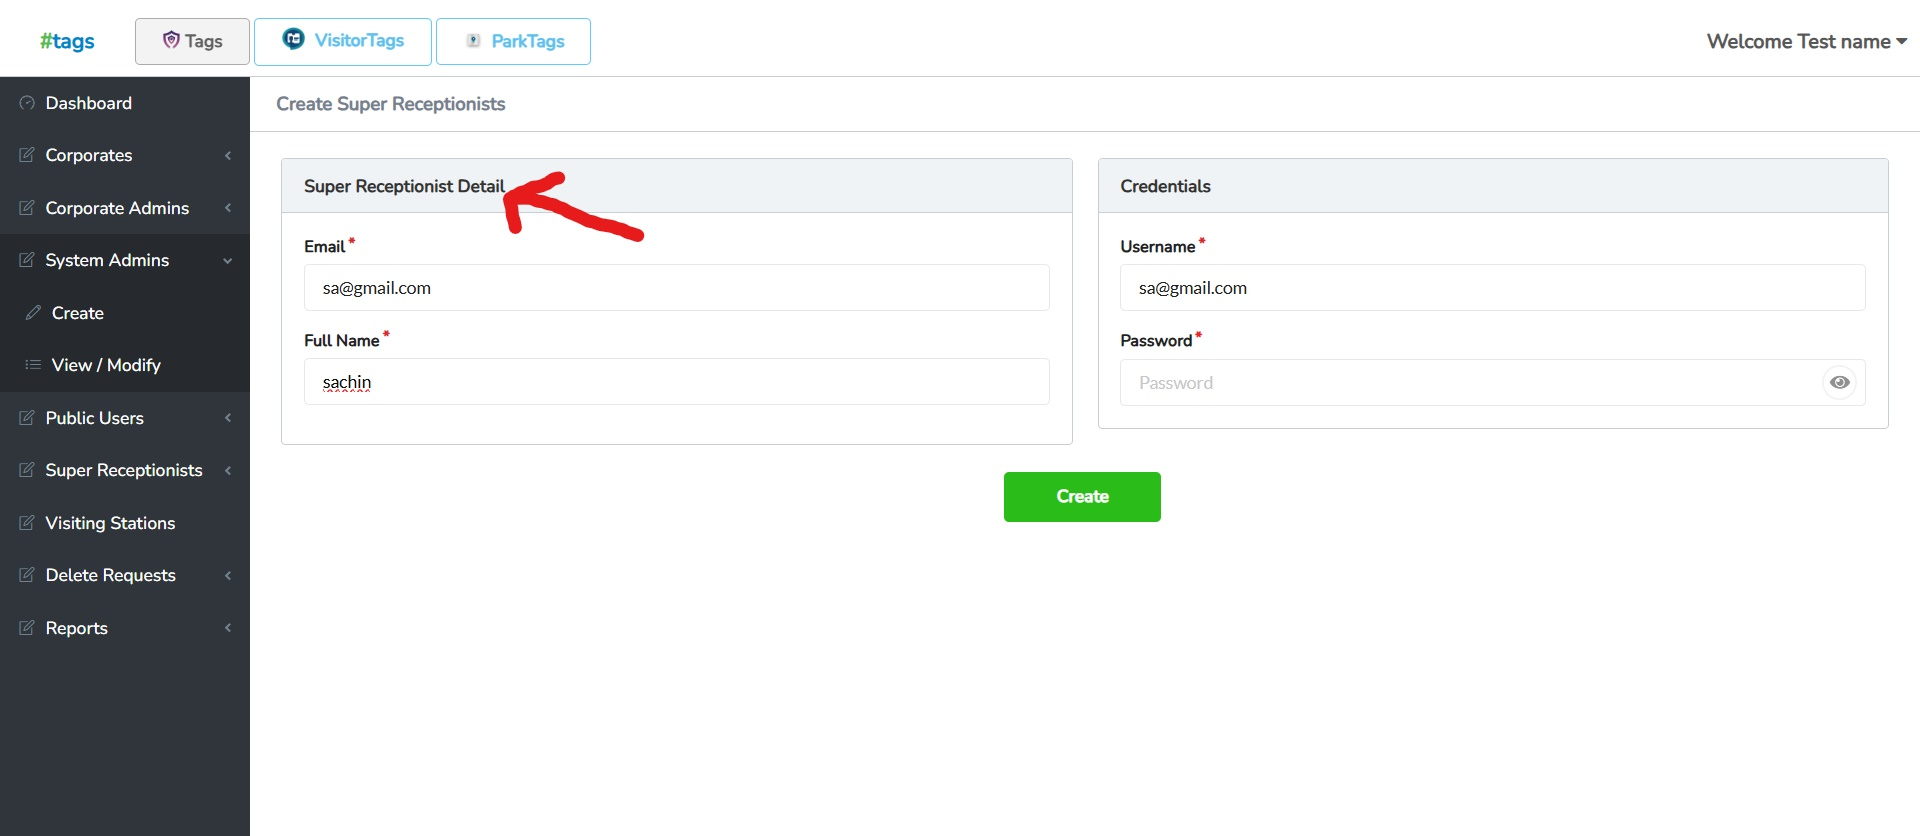 #tags
Tags
VisitorTags
ParkTags
Welcome Test name
Dashboard
Corporates
Corporate Admins
System Admins
Create
View / Modify
Public Users
Super Receptionists
Visiting Stations
Delete Requests
Reports
Create Super Receptionists
Super Receptionist Detail
Email *
sa@gmail.com
Full Name *
sachin
Credentials
Username *
sa@gmail.com
Password *
Password
Create